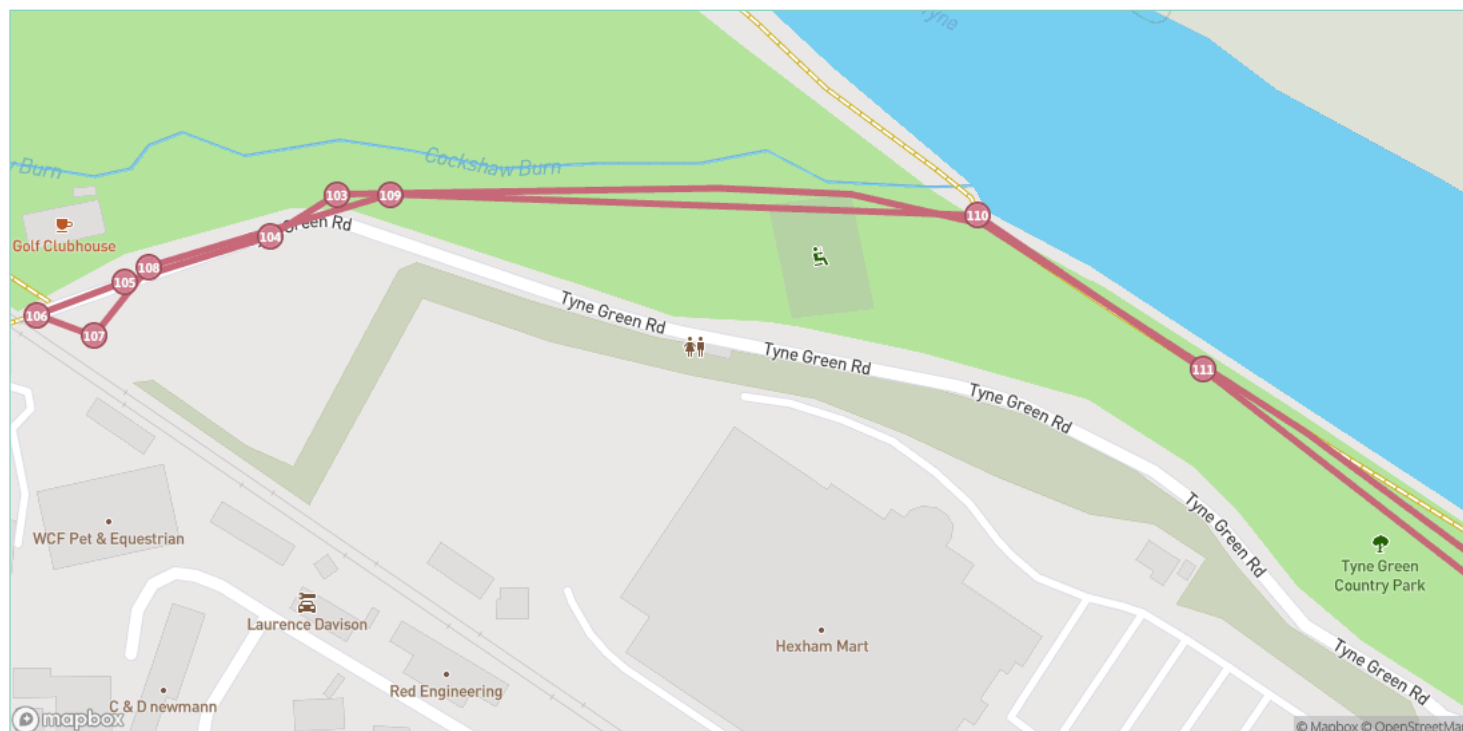 Tyne
Cockshaw Burn
Burn
103
109
110
Golf Clubhouse
104
Green Rd
108
105
106
107
Tyne Green Rd
Tyne Green Rd
111
Tyne Green Rd
Tyne Green Rd
WCF Pet & Equestrian
Tyne Green
Country Park
Laurence Davison
Hexham Mart
Tyne Green Rd
Red Engineering
C & D newmann
mapbox
© Mapbox © OpenStreetMap